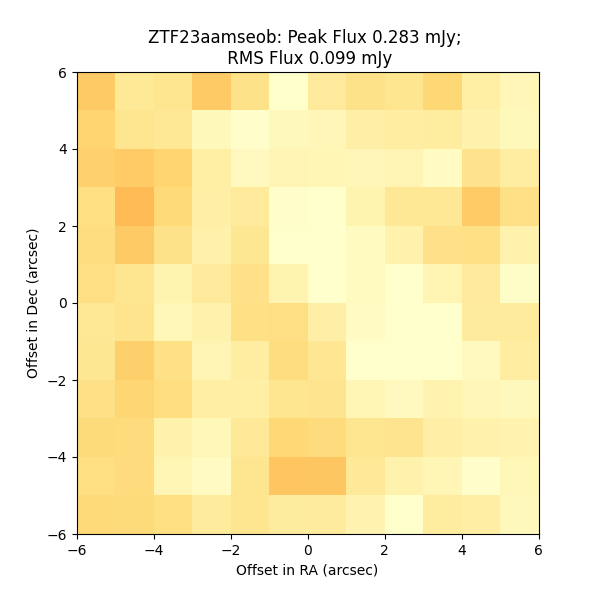 ZTF23aamseob: Peak Flux 0.283 mJy;
RMS Flux 0.099 mJy
6
4
2
0
−2
−4
−6
Offset in Dec (arcsec)
−6 −4 −2 0 2 4 6
Offset in RA (arcsec)